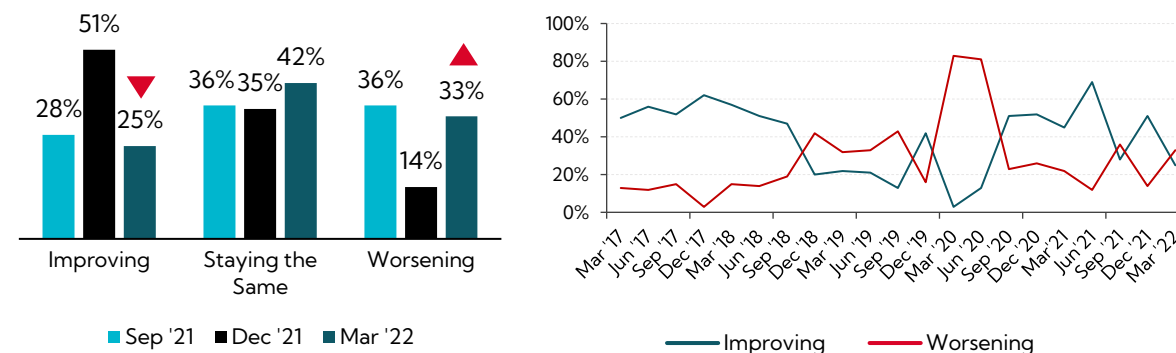 51%
42%
36%
35%
36%
33%
28%
25%
14%
Improving
Staying the
Same
Worsening
Sep '21
Dec '21
Mar '22
100%
80%
60%
40%
20%
0%
Mar '17
Jun '17
Sep '17
Dec '17
Mar '18
Jun '18
Sep '18
Dec '18
Mar '19
Jun '19
Sep '19
Dec '19
Mar '20
Jun '20
Sep '20
Dec '20
Mar '21
Jun '21
Sep '21
Dec '21
Mar '22
Improving
Worsening